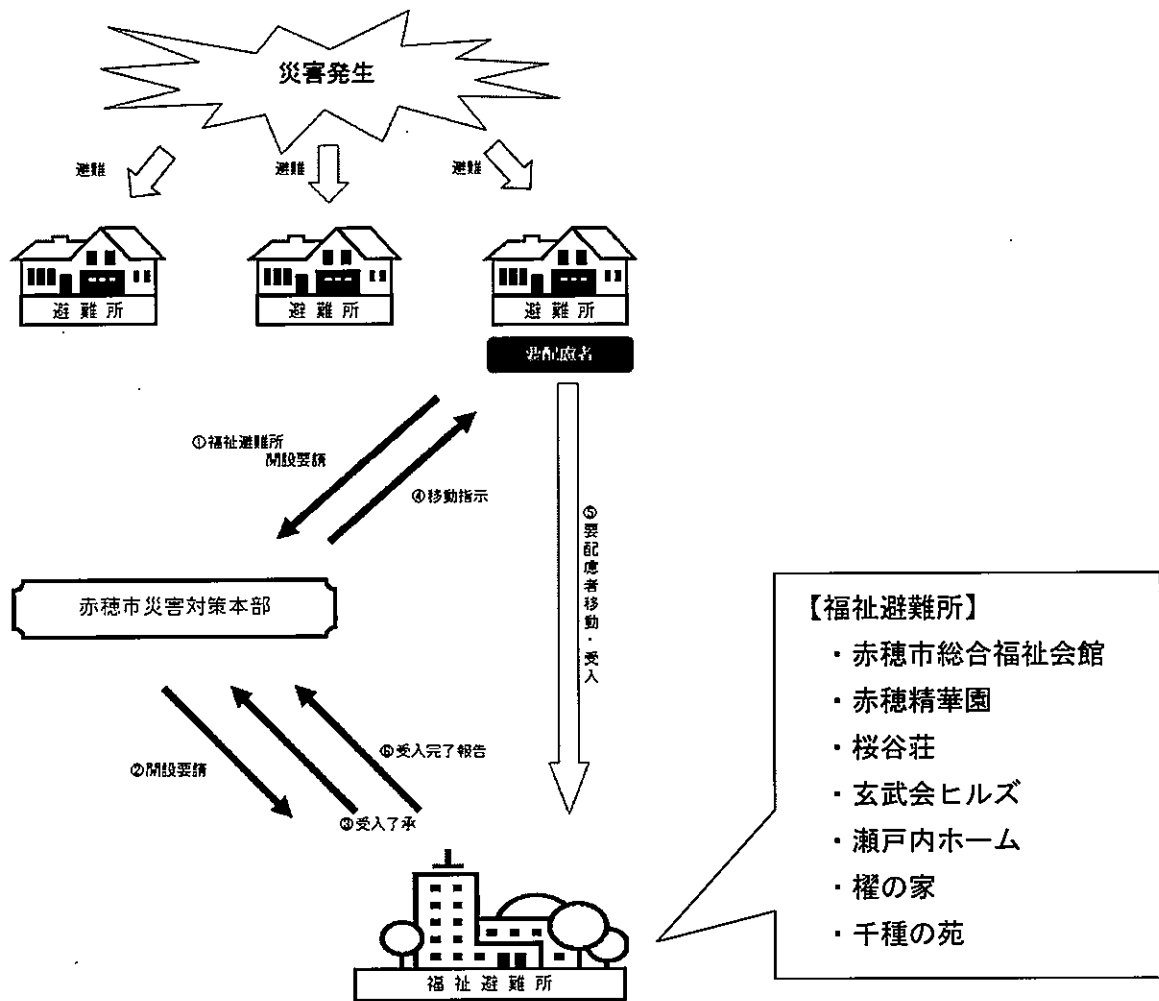 災害発生
避難
避難
避難
避難所
避難所
避難所
要配慮者
①福祉避難所
開設要請
④移動指示
⑤要配慮者移動・受入
赤穂市災害対策本部
②開設要請
③受入了承
⑥受入完了報告
福祉避難所
【福祉避難所】
・赤穂市総合福祉会館
・赤穂精華園
・桜谷荘
・玄武会ヒルズ
・瀬戸内ホーム
・櫂の家
・千種の苑